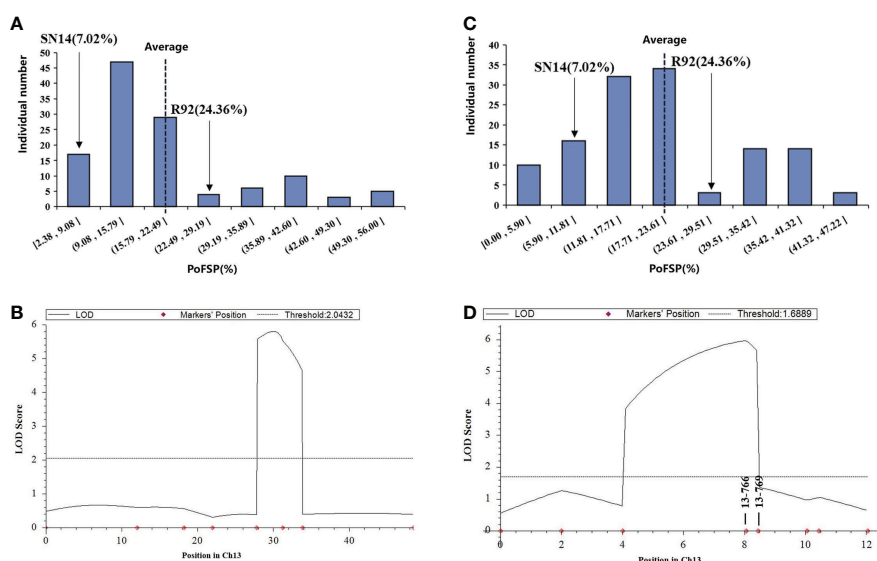 A
SN14(7.02%)
Average
R92(24.36%)
Individual number
50
45
40
35
30
25
20
15
10
5
0
[2.38 , 9.08 ]
(9.08 , 15.79 ]
(15.79 , 22.49 ]
(22.49 , 29.19 ]
(29.19 , 35.89 ]
(35.89 , 42.60 ]
(42.60 , 49.30 ]
(49.30 , 56.00 ]
PoFSP(%)
C
Average
SN14(7.02%)
R92(24.36%)
Individual number
40
35
30
25
20
15
10
5
0
[0.00 , 5.90 ]
(5.90 , 11.81 ]
(11.81 , 17.71 ]
(17.71 , 23.61 ]
(23.61 , 29.51 ]
(29.51 , 35.42 ]
(35.42 , 41.32 ]
(41.32 , 47.22 ]
PoFSP(%)
B
LOD Markers' Position Threshold:2.0432
LOD Score
6
5
4
3
2
1
0
0 10 20 30 40
Position in Ch13
D
LOD Markers' Position Threshold:1.6889
LOD Score
6
5
4
3
2
1
0
13-766
13-769
0 2 4 6 8 10 12
Position in Ch13